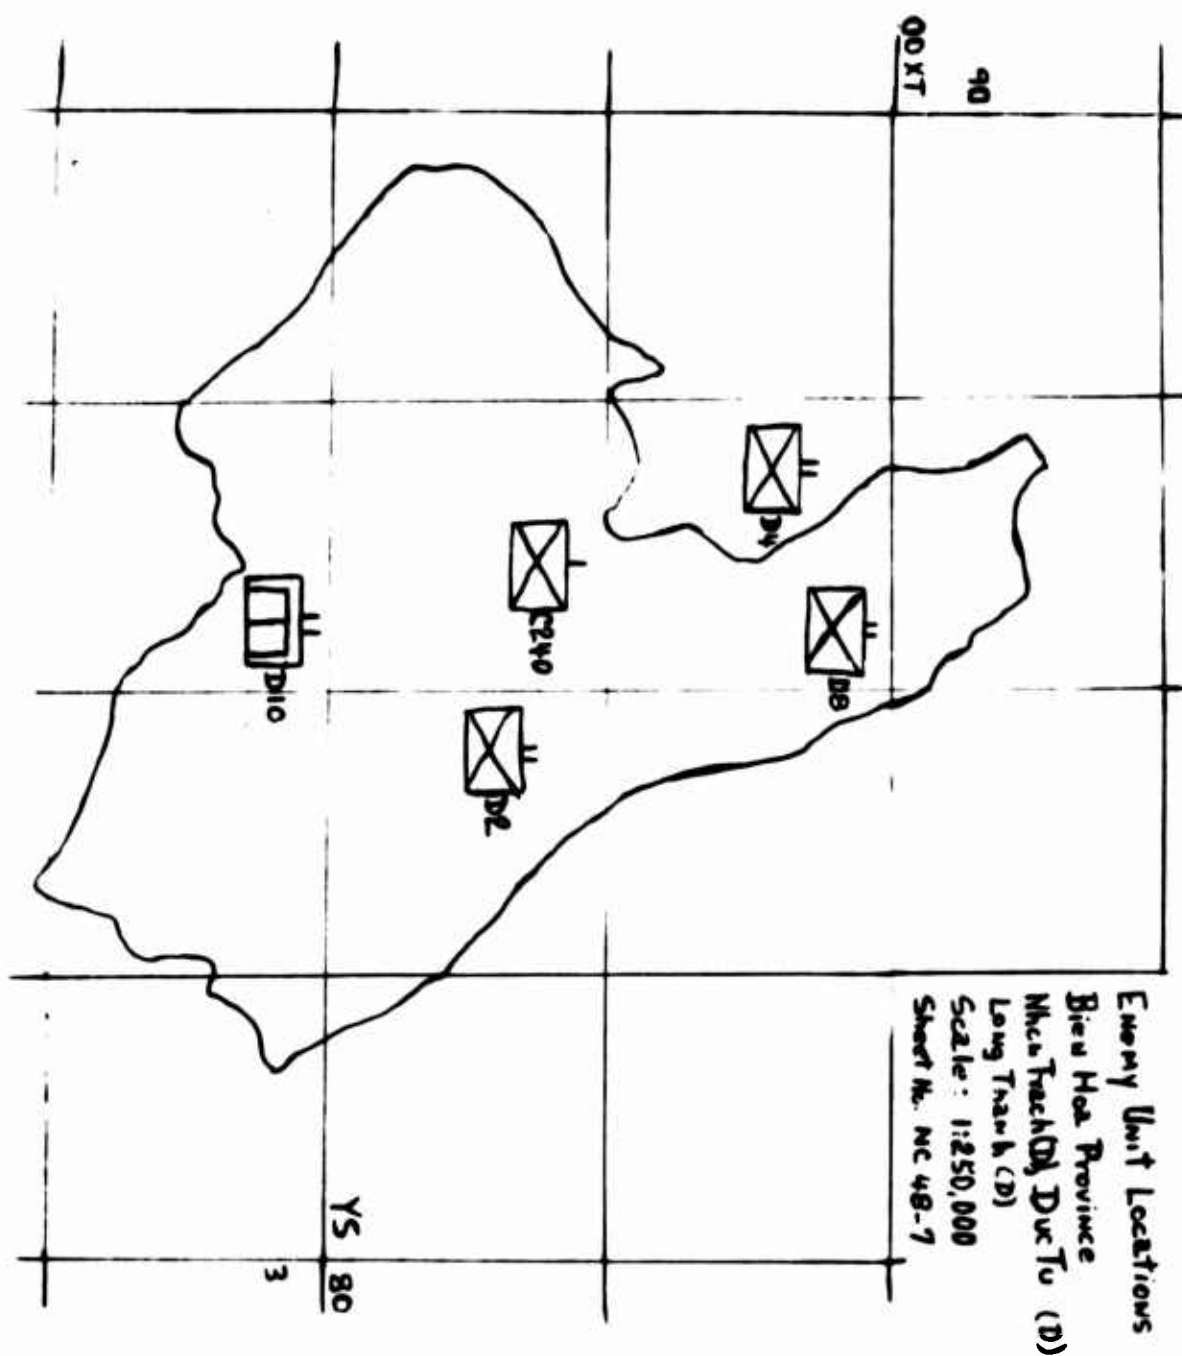 Enemy Unit Locations
Bien Hoa Province
Nhon Trach (D), Duc Tu (D)
Long Thanh (D)
Scale: 1:250,000
Sheet No. NC 48-7
90
00 XT
D4
D8
C240
D2
D10
YS 80
3